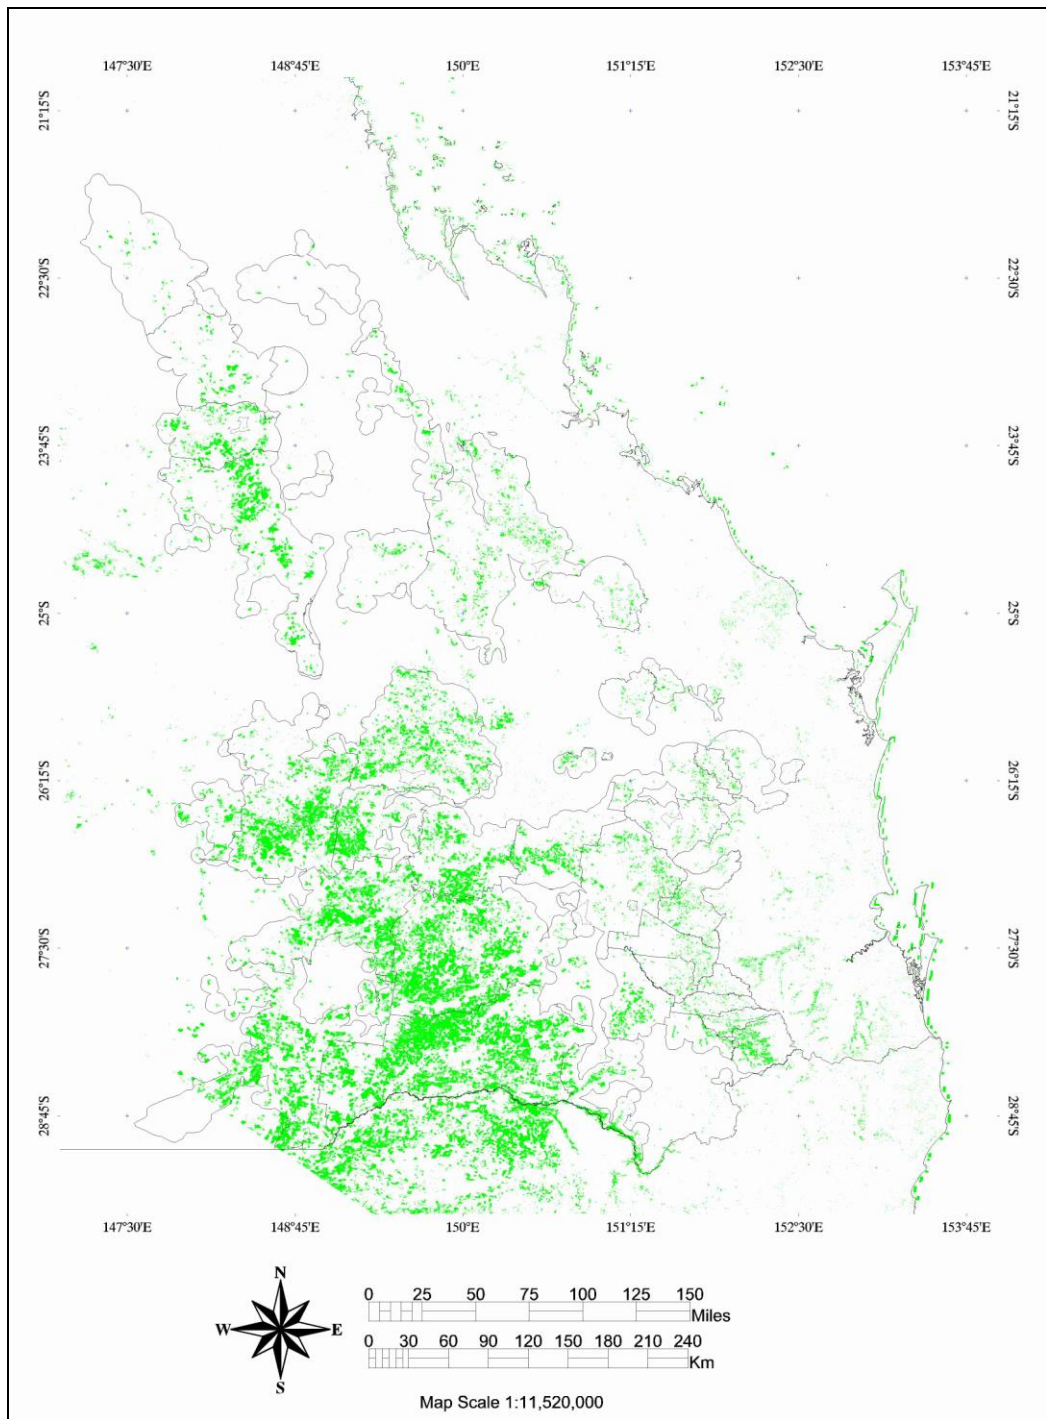 147°30'E 148°45'E 150°E 151°15'E 152°30'E 153°45'E
21°15'S 21°15'S
22°30'S 22°30'S
23°45'S 23°45'S
25°S 25°S
26°15'S 26°15'S
27°30'S 27°30'S
28°45'S 28°45'S
147°30'E 148°45'E 150°E 151°15'E 152°30'E 153°45'E
N
W E
S
0 25 50 75 100 125 150
Miles
0 30 60 90 120 150 180 210 240
Km
Map Scale 1:11,520,000